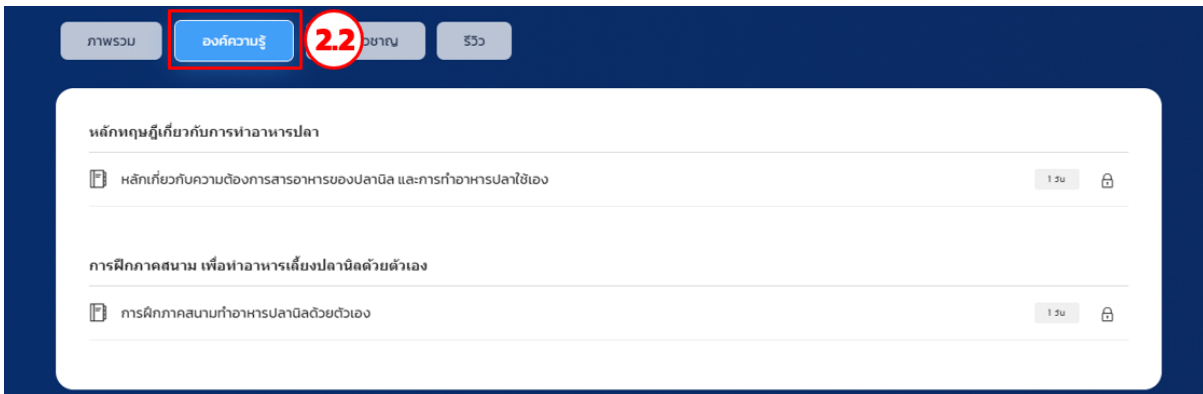 ภาพรวม องค์ความรู้ 2.2 วชาญ รีวิว
หลักทฤษฎีเกี่ยวกับการทำอาหารปลา
หลักเกี่ยวกับความต้องการสารอาหารของปลานิล และการทำอาหารปลาใช้เอง 1 วัน
การฝึกภาคสนาม เพื่อทำอาหารเลี้ยงปลานิลด้วยตัวเอง
การฝึกภาคสนามทำอาหารปลานิลด้วยตัวเอง 1 วัน